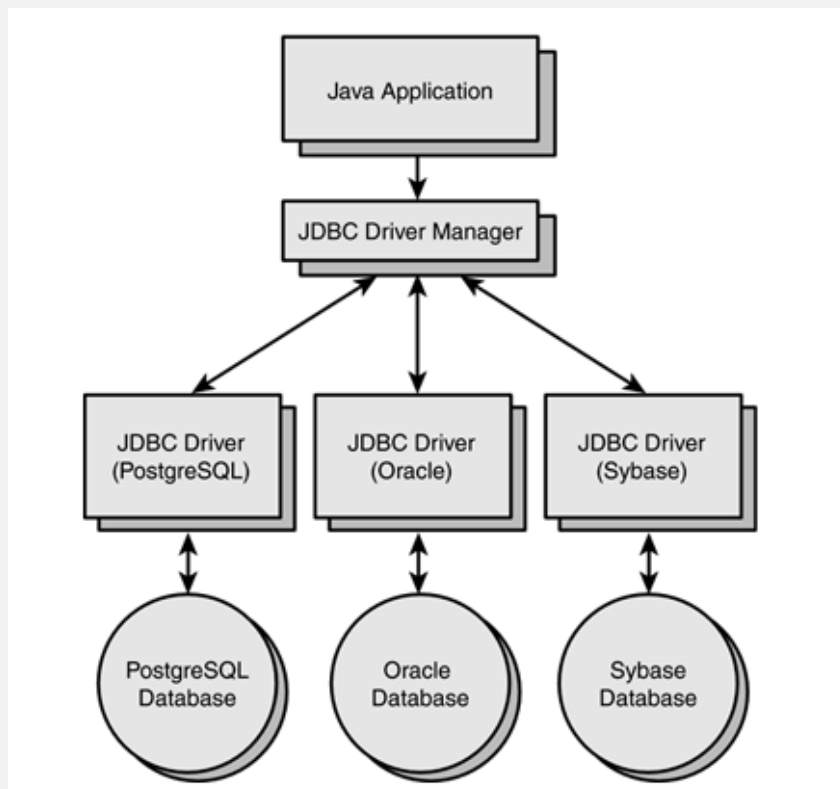 Java Application
JDBC Driver Manager
JDBC Driver
(PostgreSQL)
JDBC Driver
(Oracle)
JDBC Driver
(Sybase)
PostgreSQL
Database
Oracle
Database
Sybase
Database